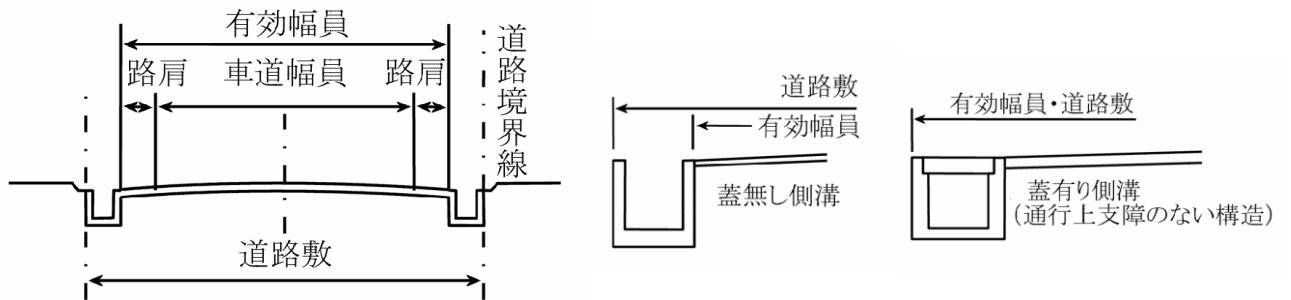 有効幅員
路肩
車道幅員
路肩
道路境界線
道路敷
道路敷
有効幅員
蓋無し側溝
有効幅員・道路敷
蓋有り側溝
（通行上支障のない構造）